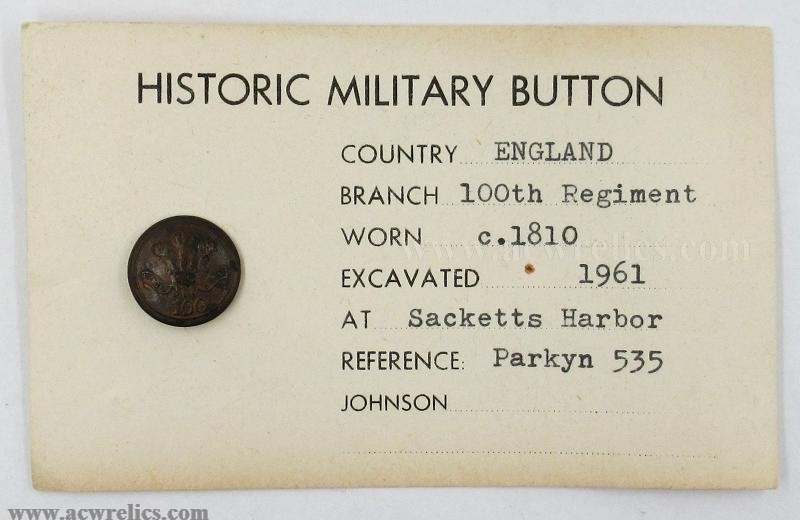 HISTORIC MILITARY BUTTON
COUNTRY ENGLAND
BRANCH 100th Regiment
WORN c.1810
www.acwrelics.com
EXCAVATED 1961
AT Sacketts Harbor
100
REFERENCE: Parkyn 535
JOHNSON
www.acwrelics.com